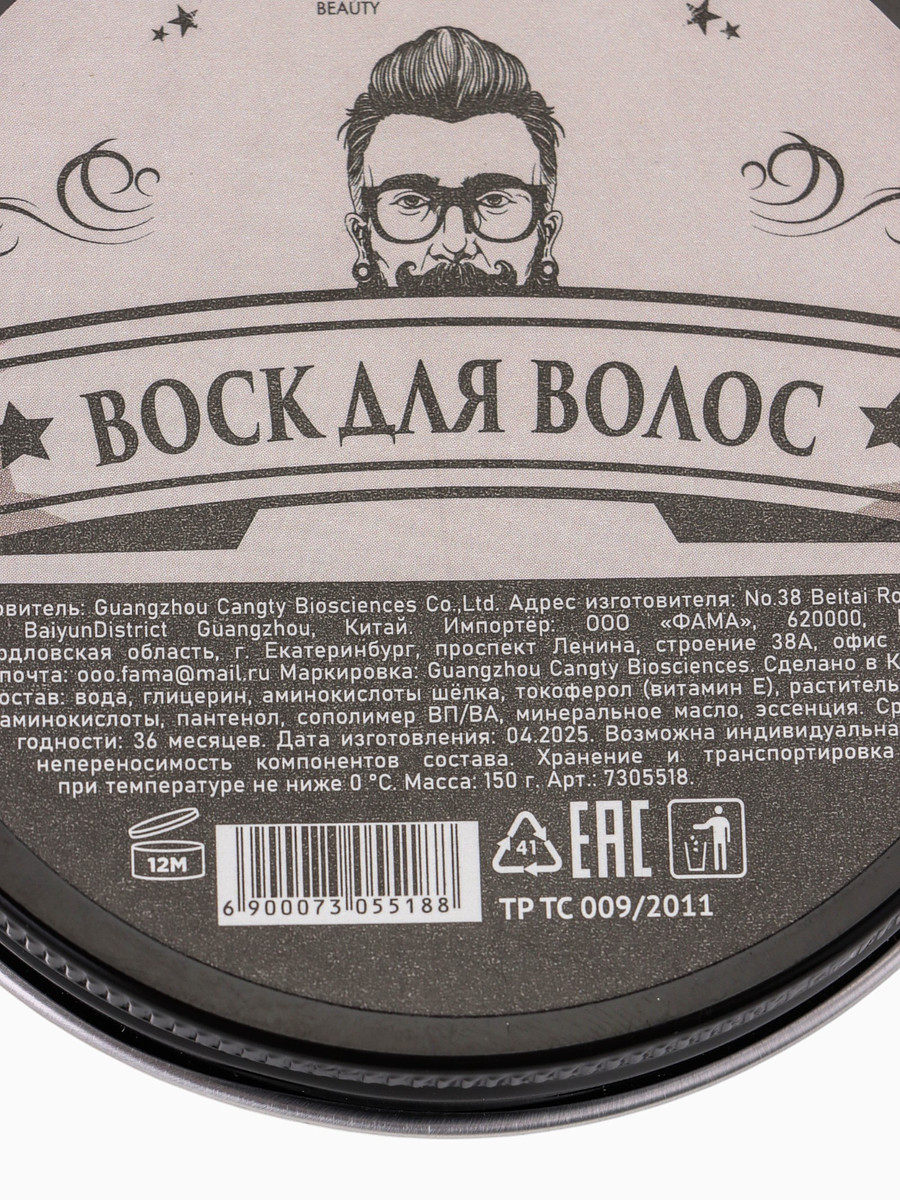 BEAUTY
ВОСК ДЛЯ ВОЛОС
овитель: Guangzhou Cangty Biosciences Co.,Ltd. Адрес изготовителя: No.38 Beitai Ro
BaiyunDistrict Guangzhou, Китай. Импортёр: ООО «ФАМА», 620000,
рдловская область, г. Екатеринбург, проспект Ленина, строение 38А, офис
почта: ooo.fama@mail.ru Маркировка: Guangzhou Cangty Biosciences. Сделано в К
остав: вода, глицерин, аминокислоты шёлка, токоферол (витамин Е), раститель
аминокислоты, пантенол, сополимер ВП/ВА, минеральное масло, эссенция. Ср
годности: 36 месяцев. Дата изготовления: 04.2025. Возможна индивидуальна
непереносимость компонентов состава. Хранение и транспортировка
при температуре не ниже 0 °С. Масса: 150 г. Арт.: 7305518.
12M
6 900073 055188
41
EAC
ТР ТС 009/2011